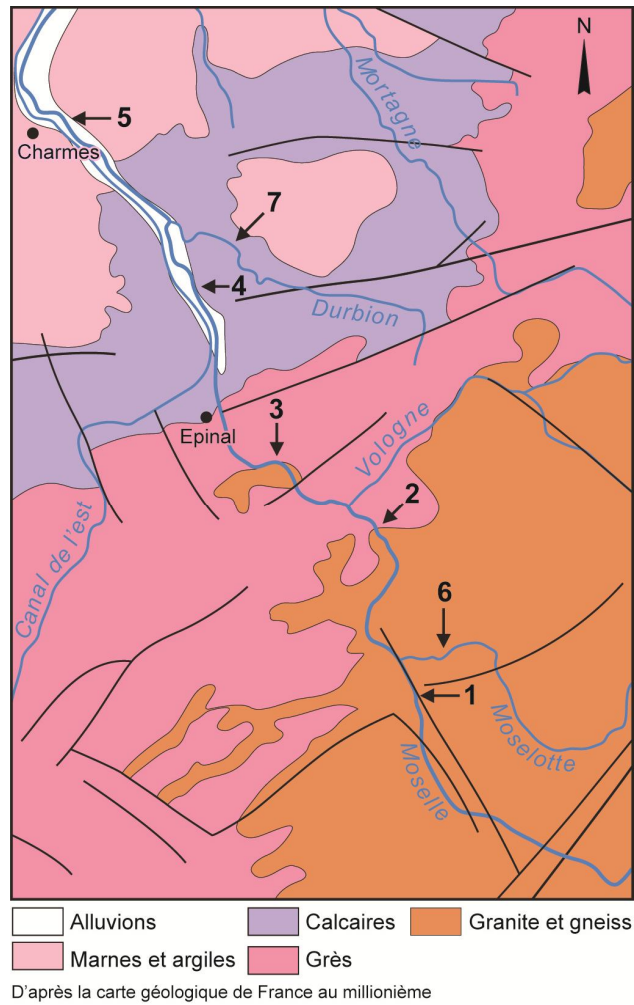 N
Mortagne
5
Charmes
7
4
Durbion
Epinal
3
Vologne
2
Canal de l'est
6
1
Moselotte
Moselle
Alluvions
Calcaires
Granite et gneiss
Marnes et argiles
Grès
D'après la carte géologique de France au millionième